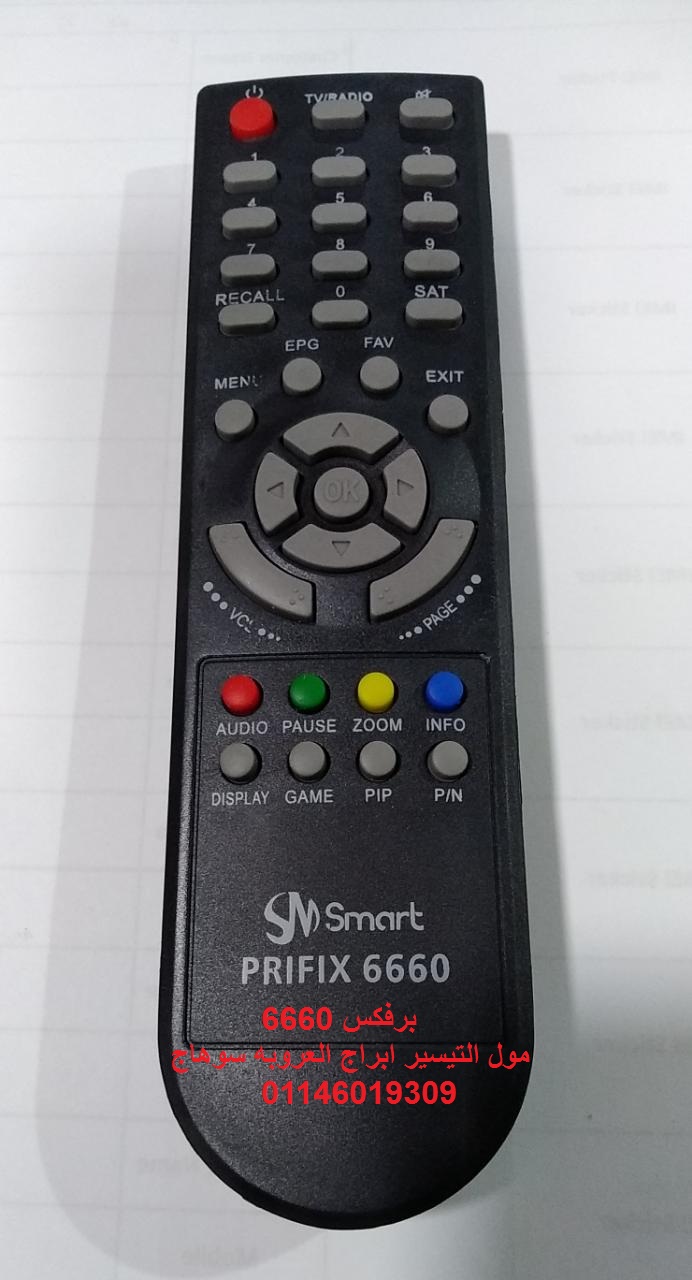 TV/RADIO
1 2 3
4 5 6
7 8 9
RECALL 0 SAT
EPG FAV
MENU EXIT
OK
VOL PAGE
AUDIO PAUSE ZOOM INFO
DISPLAY GAME PIP P/N
SM Smart
PRIFIX 6660
برفكس 6660
مول التيسير ابراج العروبه سوهاج
01146019309
Mobile